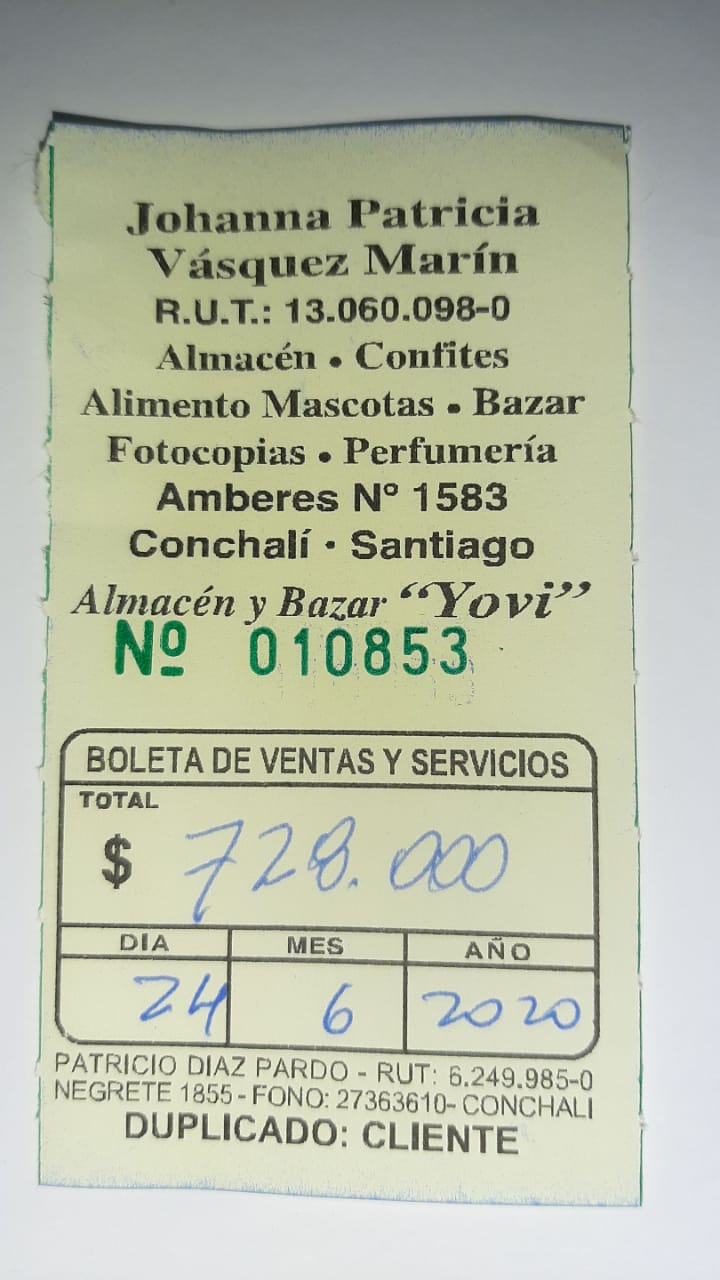 Johanna Patricia
Vásquez Marín
R.U.T.: 13.060.098-0
Almacén • Confites
Alimento Mascotas • Bazar
Fotocopias • Perfumería
Amberes Nº 1583
Conchalí • Santiago
Almacén y Bazar “Yovi”
Nº 010853
BOLETA DE VENTAS Y SERVICIOS
TOTAL
$ 728.000
DIA MES AÑO
24 6 2020
PATRICIO DIAZ PARDO - RUT: 6.249.985-0
NEGRETE 1855 - FONO: 27363610- CONCHALI
DUPLICADO: CLIENTE